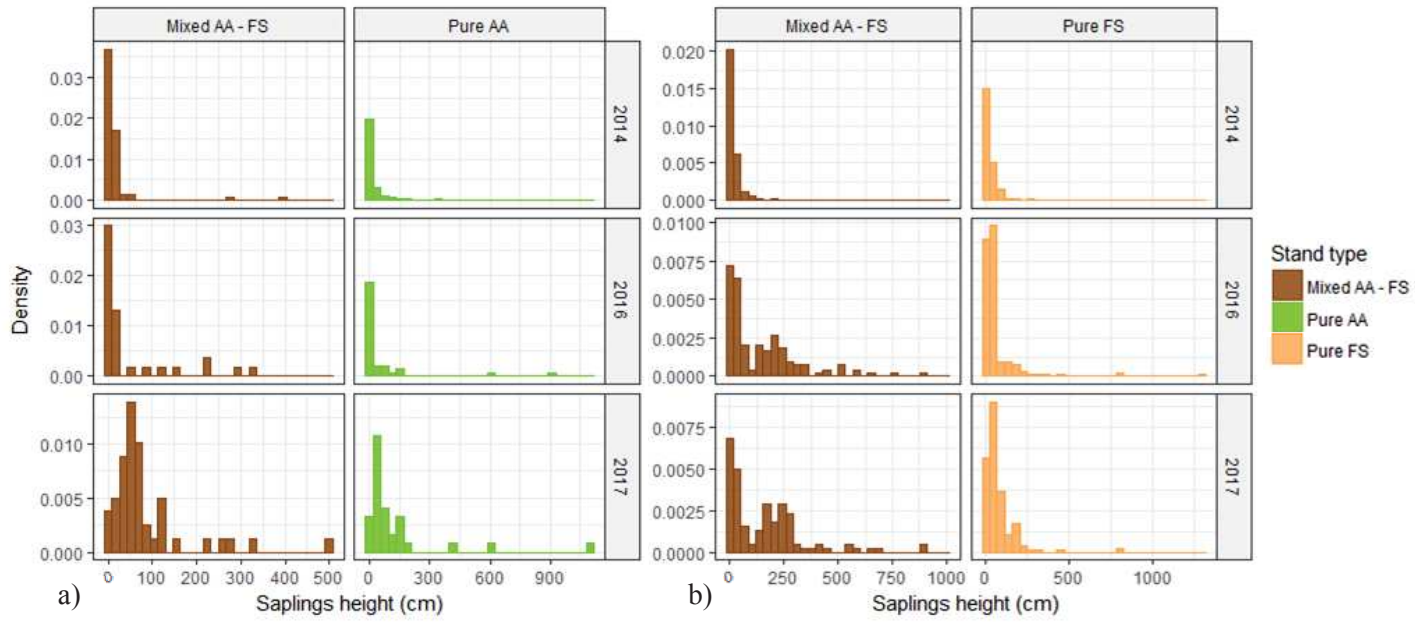 Mixed AA - FS
Pure AA
Mixed AA - FS
Pure FS
0.03
0.02
0.01
0.00
2014
0.020
0.015
0.010
0.005
0.000
2014
0.03
0.02
0.01
0.00
2016
0.0100
0.0075
0.0050
0.0025
0.0000
2016
0.010
0.005
0.000
2017
0.0075
0.0050
0.0025
0.0000
2017
Density
0 100 200 300 400 500
0 300 600 900
0 250 500 750 1000
0 500 1000
a) Saplings height (cm)
b) Saplings height (cm)
Stand type
Mixed AA - FS
Pure AA
Pure FS